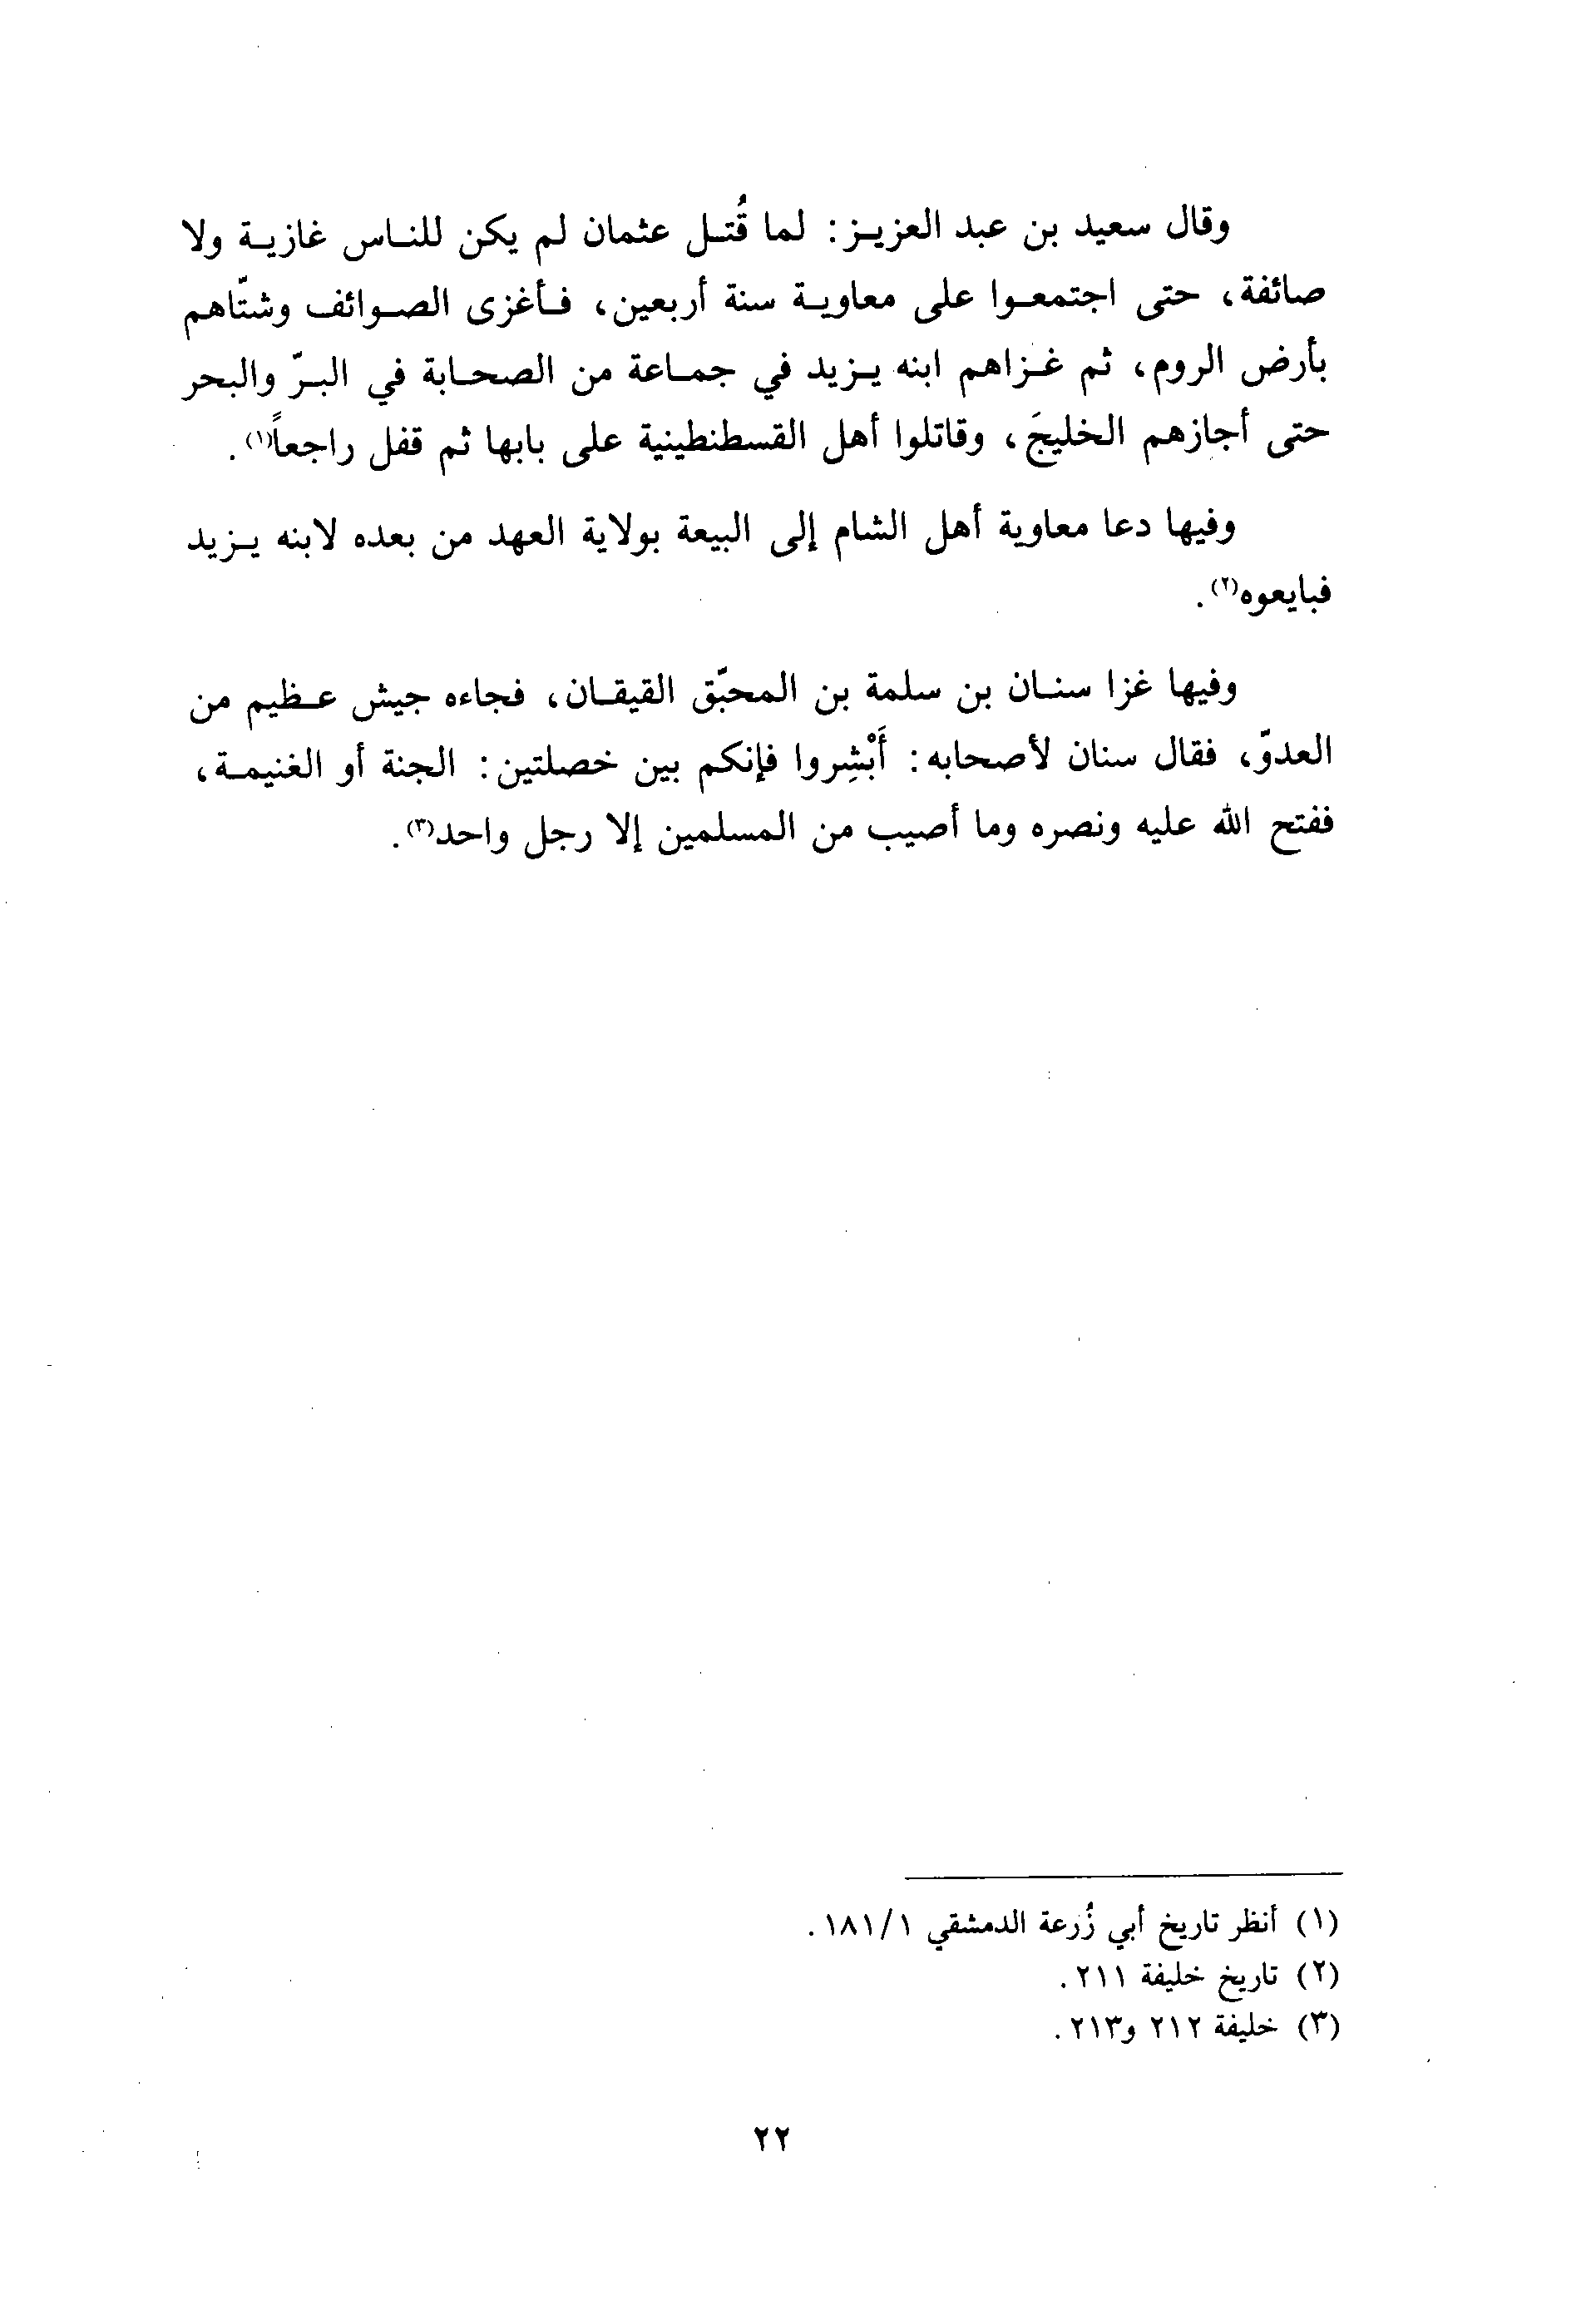 وقال سعيد بن عبد العزيز: لما قُتل عثمان لم يكن للناس غازية ولا
صائفة، حتى اجتمعوا على معاوية سنة أربعين، فأغزى الصوائف وشتّاهم
بأرض الروم، ثم غزاهم ابنه يزيد في جماعة من الصحابة في البرّ والبحر
حتى أجازهم الخليجَ، وقاتلوا أهل القسطنطينية على بابها ثم قفل راجعاً(١).
وفيها دعا معاوية أهل الشام إلى البيعة بولاية العهد من بعده لابنه يزيد
فبايعوه(٢).
وفيها غزا سنان بن سلمة بن المحبّق القيقان، فجاءه جيش عظيم من
العدوّ، فقال سنان لأصحابه: أَبْشِروا فإنكم بين خصلتين: الجنة أو الغنيمة،
ففتح الله عليه ونصره وما أصيب من المسلمين إلا رجل واحد(٣).
(١) أنظر تاريخ أبي زُرعة الدمشقي ١/١٨١.
(٢) تاريخ خليفة ٢١١.
(٣) خليفة ٢١٢ و٢١٣.
٢٢